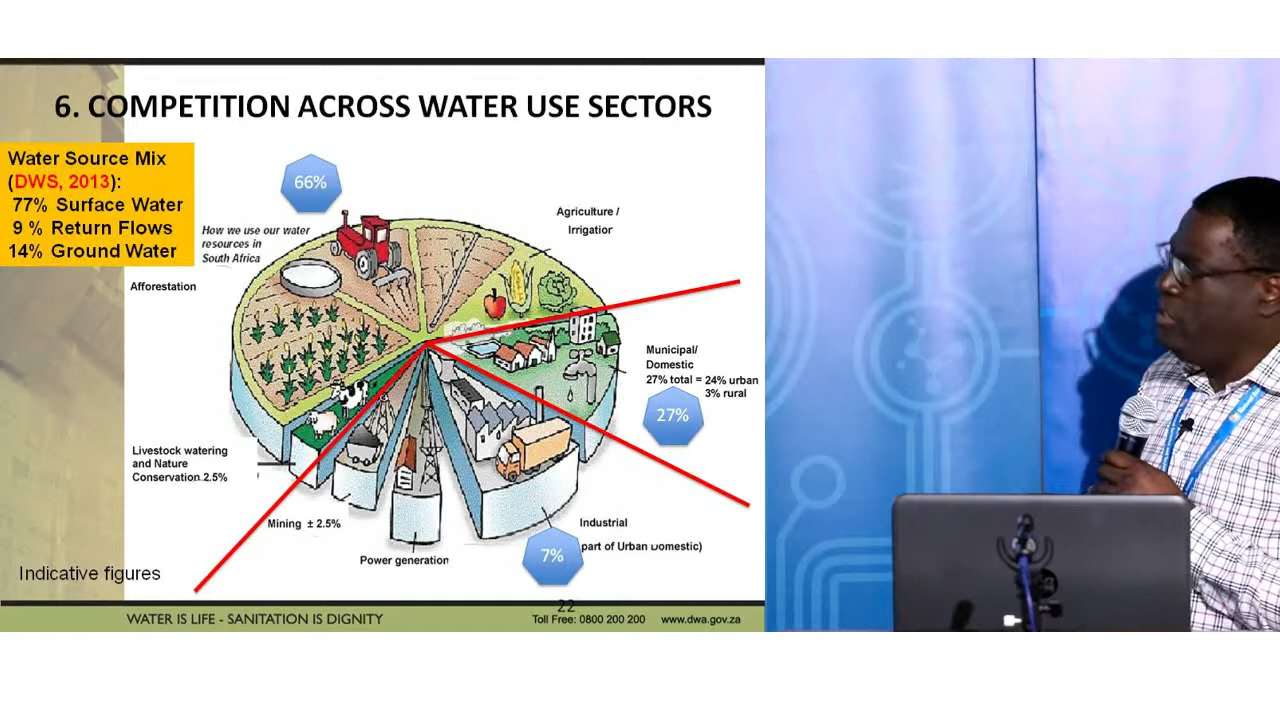 6. COMPETITION ACROSS WATER USE SECTORS
Water Source Mix
(DWS, 2013):
77% Surface Water
9 % Return Flows
14% Ground Water
66%
How we use our water
resources in
South Africa
Agriculture /
Irrigation
Afforestation
Municipal/
Domestic
27% total = 24% urban
3% rural
27%
Livestock watering
and Nature
Conservation 2.5%
Mining ± 2.5%
Power generation
Industrial
part of Urban Domestic)
7%
Indicative figures
22
WATER IS LIFE - SANITATION IS DIGNITY
Toll Free: 0800 200 200 www.dwa.gov.za